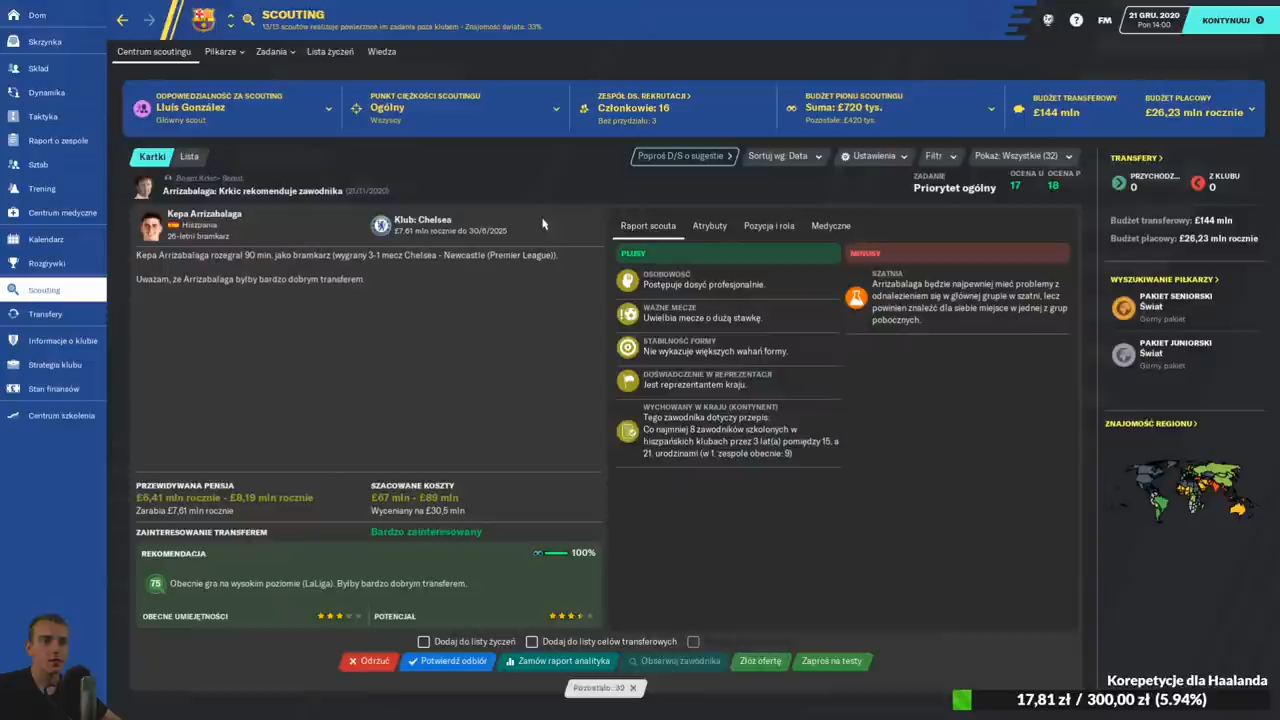 Dom
Skrzynka
Skład
Dynamika
Taktyka
Raport o zespole
Sztab
Trening
Centrum medyczne
Kalendarz
Rozgrywki
Scouting
Transfery
Informacje o klubie
Strategia klubu
Stan finansów
Centrum szkolenia
SCOUTING
13/13 scoutów realizuje powierzone im zadania poza klubem - Znajomość świata: 33%
FM
21 GRU. 2020
Pon 14:00
KONTYNUUJ
Centrum scoutingu
Piłkarze
Zadania
Lista życzeń
Wiedza
ODPOWIEDZIALNOŚĆ ZA SCOUTING
Lluís González
Główny scout
PUNKT CIĘŻKOŚCI SCOUTINGU
Ogólny
Wszyscy
ZESPÓŁ DS. REKRUTACJI >
Członkowie: 16
Bez przydziału: 3
BUDŻET PIONU SCOUTINGU
Suma: £720 tys.
Pozostałe: £420 tys.
BUDŻET TRANSFEROWY
£144 mln
BUDŻET PŁACOWY
£26,23 mln rocznie
Kartki
Lista
Poproś D/S o sugestie >
Sortuj wg: Data
Ustawienia
Filtr
Pokaż: Wszystkie (32)
Arrizabalaga: Krkic rekomenduje zawodnika (21/11/2020)
ZADANIE
Priorytet ogólny
OCENA U
17
OCENA P
18
Kepa Arrizabalaga
Hiszpania
26-letni bramkarz
Klub: Chelsea
£7,61 mln rocznie do 30/6/2025
Kepa Arrizabalaga rozegrał 90 min. jako bramkarz (wygrany 3-1 mecz Chelsea - Newcastle (Premier League)).
Uważam, że Arrizabalaga byłby bardzo dobrym transferem.
PRZEWIDYWANA PENSJA
£6,41 mln rocznie - £8,19 mln rocznie
Zarabia £7,61 mln rocznie
SZACOWANE KOSZTY
£67 mln - £89 mln
Wyceniany na £30,5 mln
ZAINTERESOWANIE TRANSFEREM
Bardzo zainteresowany
REKOMENDACJA
100%
75
Obecnie gra na wysokim poziomie (LaLiga). Byłby bardzo dobrym transferem.
OBECNE UMIEJĘTNOŚCI
POTENCJAŁ
Raport scouta
Atrybuty
Pozycja i rola
Medyczne
PLUSY
OSOBOWOŚĆ
Postępuje dosyć profesjonalnie.
WAŻNE MECZE
Uwielbia mecze o dużą stawkę.
STABILNOŚĆ FORMY
Nie wykazuje większych wahań formy.
DOŚWIADCZENIE W REPREZENTACJI
Jest reprezentantem kraju.
WYCHOWANY W KRAJU (KONTYNENT)
Tego zawodnika dotyczy przepis:
Co najmniej 8 zawodników szkolonych w
hiszpańskich klubach przez 3 lat(a) pomiędzy 15. a
21. urodzinami (w 1. zespole obecnie: 9)
MINUSY
SZATNIA
Arrizabalaga będzie najpewniej mieć problemy z
odnalezieniem się w głównej grupie w szatni, lecz
powinien znaleźć dla siebie miejsce w jednej z grup
pobocznych.
Dodaj do listy życzeń
Dodaj do listy celów transferowych
Odrzuć
Potwierdź odbiór
Zamów raport analityka
Obserwuj zawodnika
Złóż ofertę
Zaproś na testy
TRANSFERY >
PRZYCHODZ...
0
Z KLUBU
0
Budżet transferowy: £144 mln
Budżet płacowy: £26,23 mln rocznie
WYSZUKIWANIE PIŁKARZY >
PAKIET SENIORSKI
Świat
Górny pakiet
PAKIET JUNIORSKI
Świat
Górny pakiet
ZNAJOMOŚĆ REGIONU >
Korepetycje dla Haalanda
17,81 zł / 300,00 zł (5.94%)